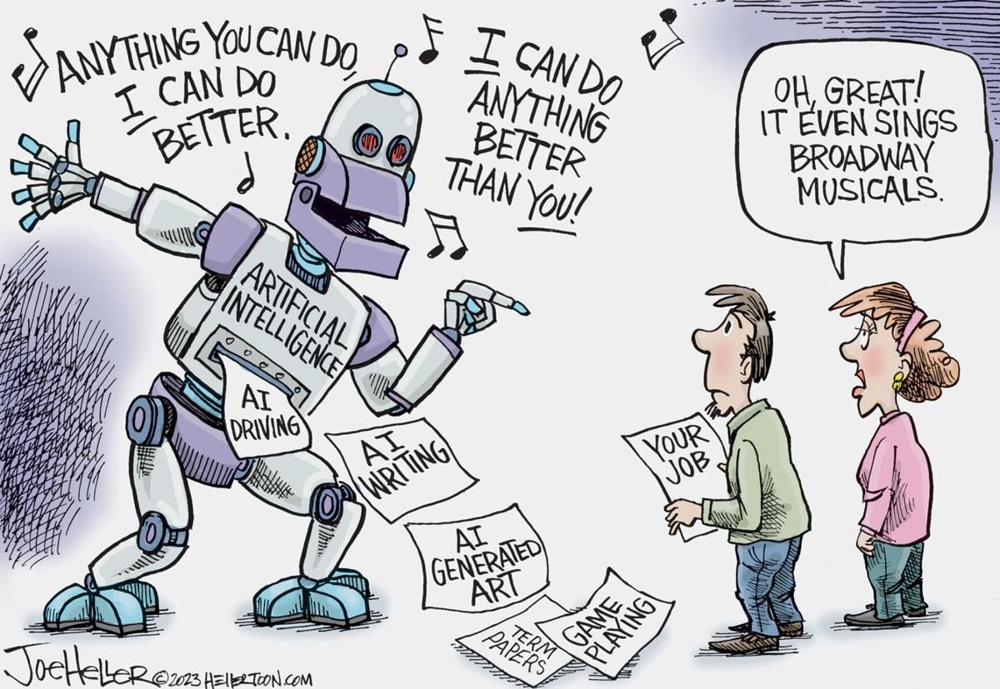 ANYTHING YOU CAN DO,
I CAN DO
BETTER.
I CAN DO
ANYTHING
BETTER
THAN YOU!
OH, GREAT!
IT EVEN SINGS
BROADWAY
MUSICALS.
ARTIFICIAL
INTELLIGENCE
AI
DRIVING
AI
WRITING
AI
GENERATED
ART
TERM
PAPERS
GAME
PLAYING
YOUR
JOB
JOE HELLER ©2023 HELLERTOON.COM